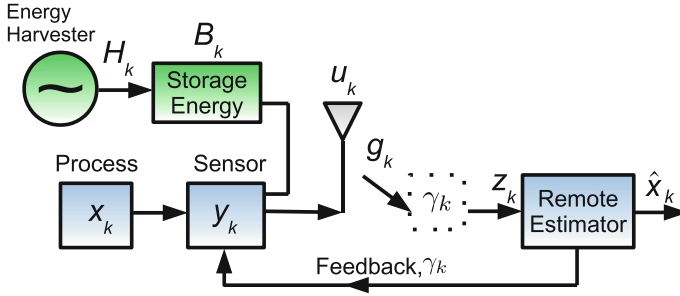 Energy
Harvester
H_k
B_k
Storage
Energy
u_k
g_k
Process
x_k
Sensor
y_k
γ_k
z_k
Remote
Estimator
x̂_k
Feedback,γ_k